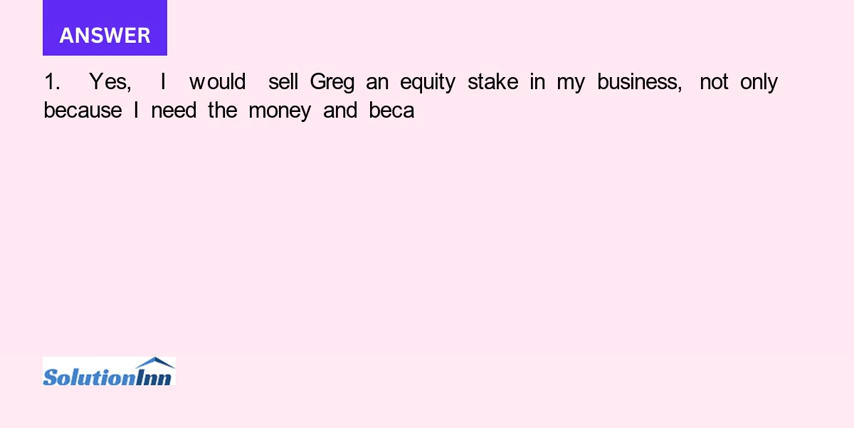 ANSWER
1. Yes, I would sell Greg an equity stake in my business, not only
because I need the money and beca
SolutionInn